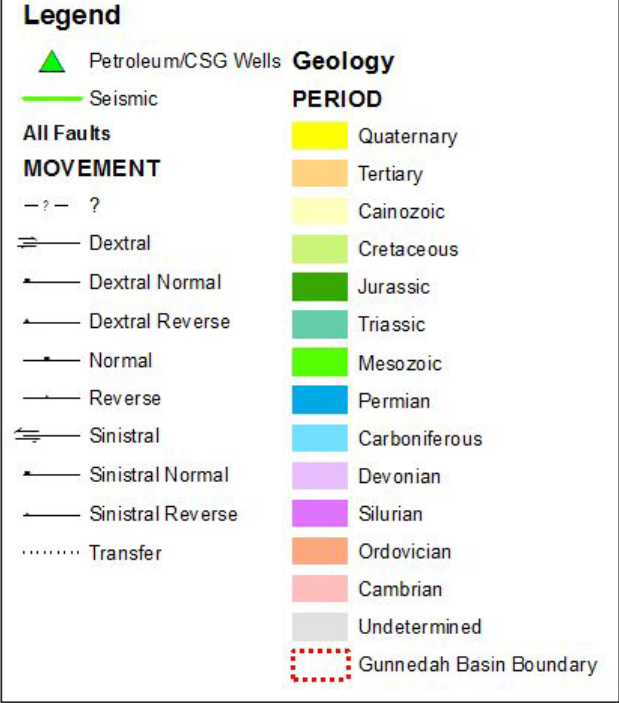 Legend
Petroleum/CSG Wells
Seismic
All Faults
MOVEMENT
– ? – ?
Dextral
Dextral Normal
Dextral Reverse
Normal
Reverse
Sinistral
Sinistral Normal
Sinistral Reverse
Transfer
Geology
PERIOD
Quaternary
Tertiary
Cainozoic
Cretaceous
Jurassic
Triassic
Mesozoic
Permian
Carboniferous
Devonian
Silurian
Ordovician
Cambrian
Undetermined
Gunnedah Basin Boundary